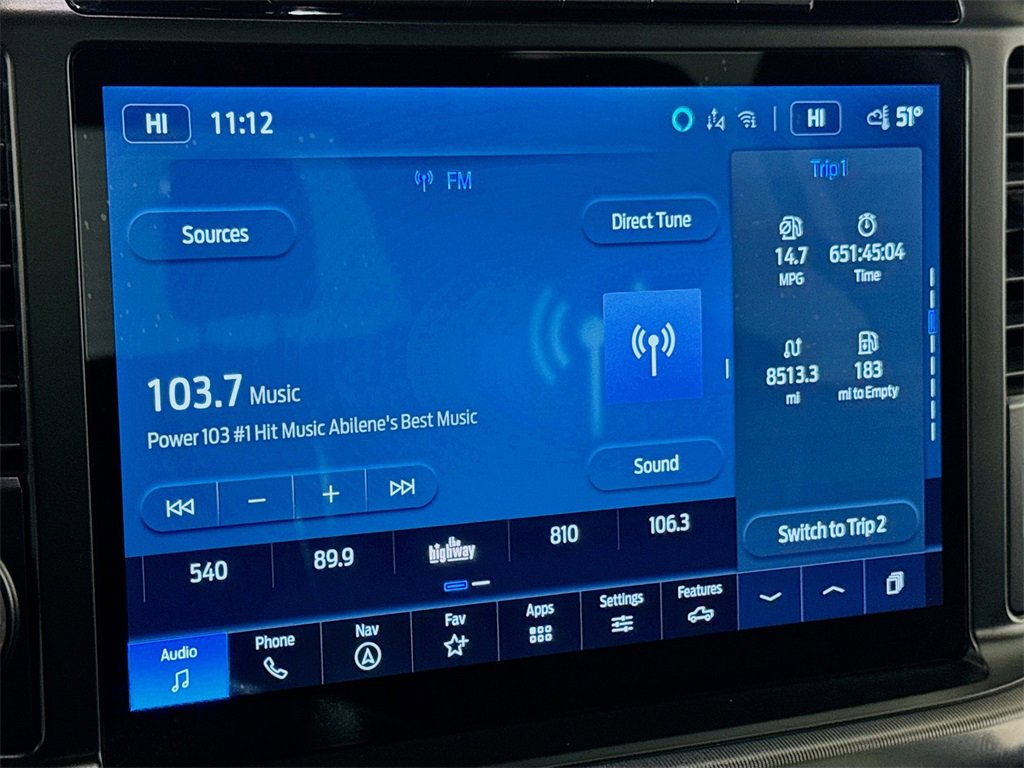 HI
11:12
HI
51°
FM
Sources
Direct Tune
103.7 Music
Power 103 #1 Hit Music Abilene's Best Music
Sound
540
89.9
the
highway
810
106.3
Trip 1
14.7
MPG
651:45:04
Time
8513.3
mi
183
mi to Empty
Switch to Trip 2
Audio
Phone
Nav
Fav
Apps
Settings
Features